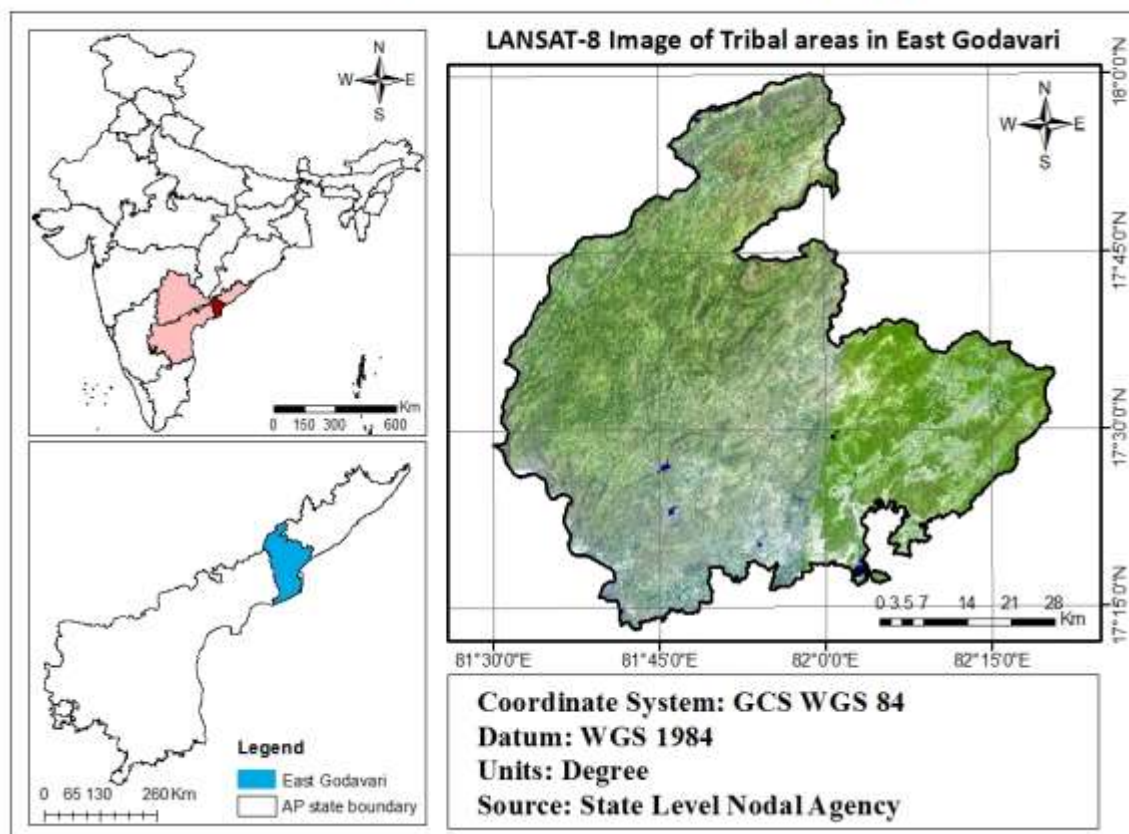 N
W E
S
Km
0 150 300 600
Legend
East Godavari
AP state boundary
0 65 130 260 Km
LANSAT-8 Image of Tribal areas in East Godavari
N
W E
S
18°0'0"N
17°45'0"N
17°30'0"N
17°15'0"N
0 3.5 7 14 21 28
Km
81°30'0"E 81°45'0"E 82°0'0"E 82°15'0"E
Coordinate System: GCS WGS 84
Datum: WGS 1984
Units: Degree
Source: State Level Nodal Agency